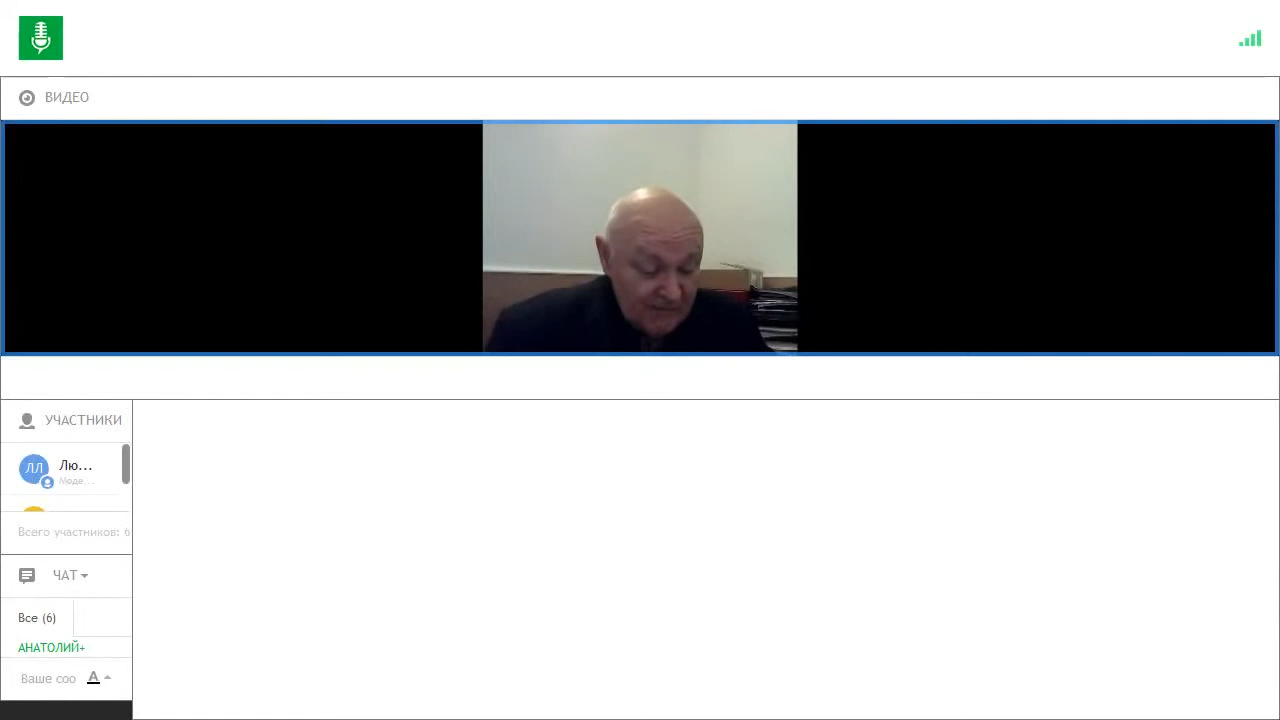 ВИДЕО
УЧАСТНИКИ
ЛЛ
Лю...
Моде...
Всего участников: 6
ЧАТ
Все (6)
АНАТОЛИЙ+
Ваше соо
A